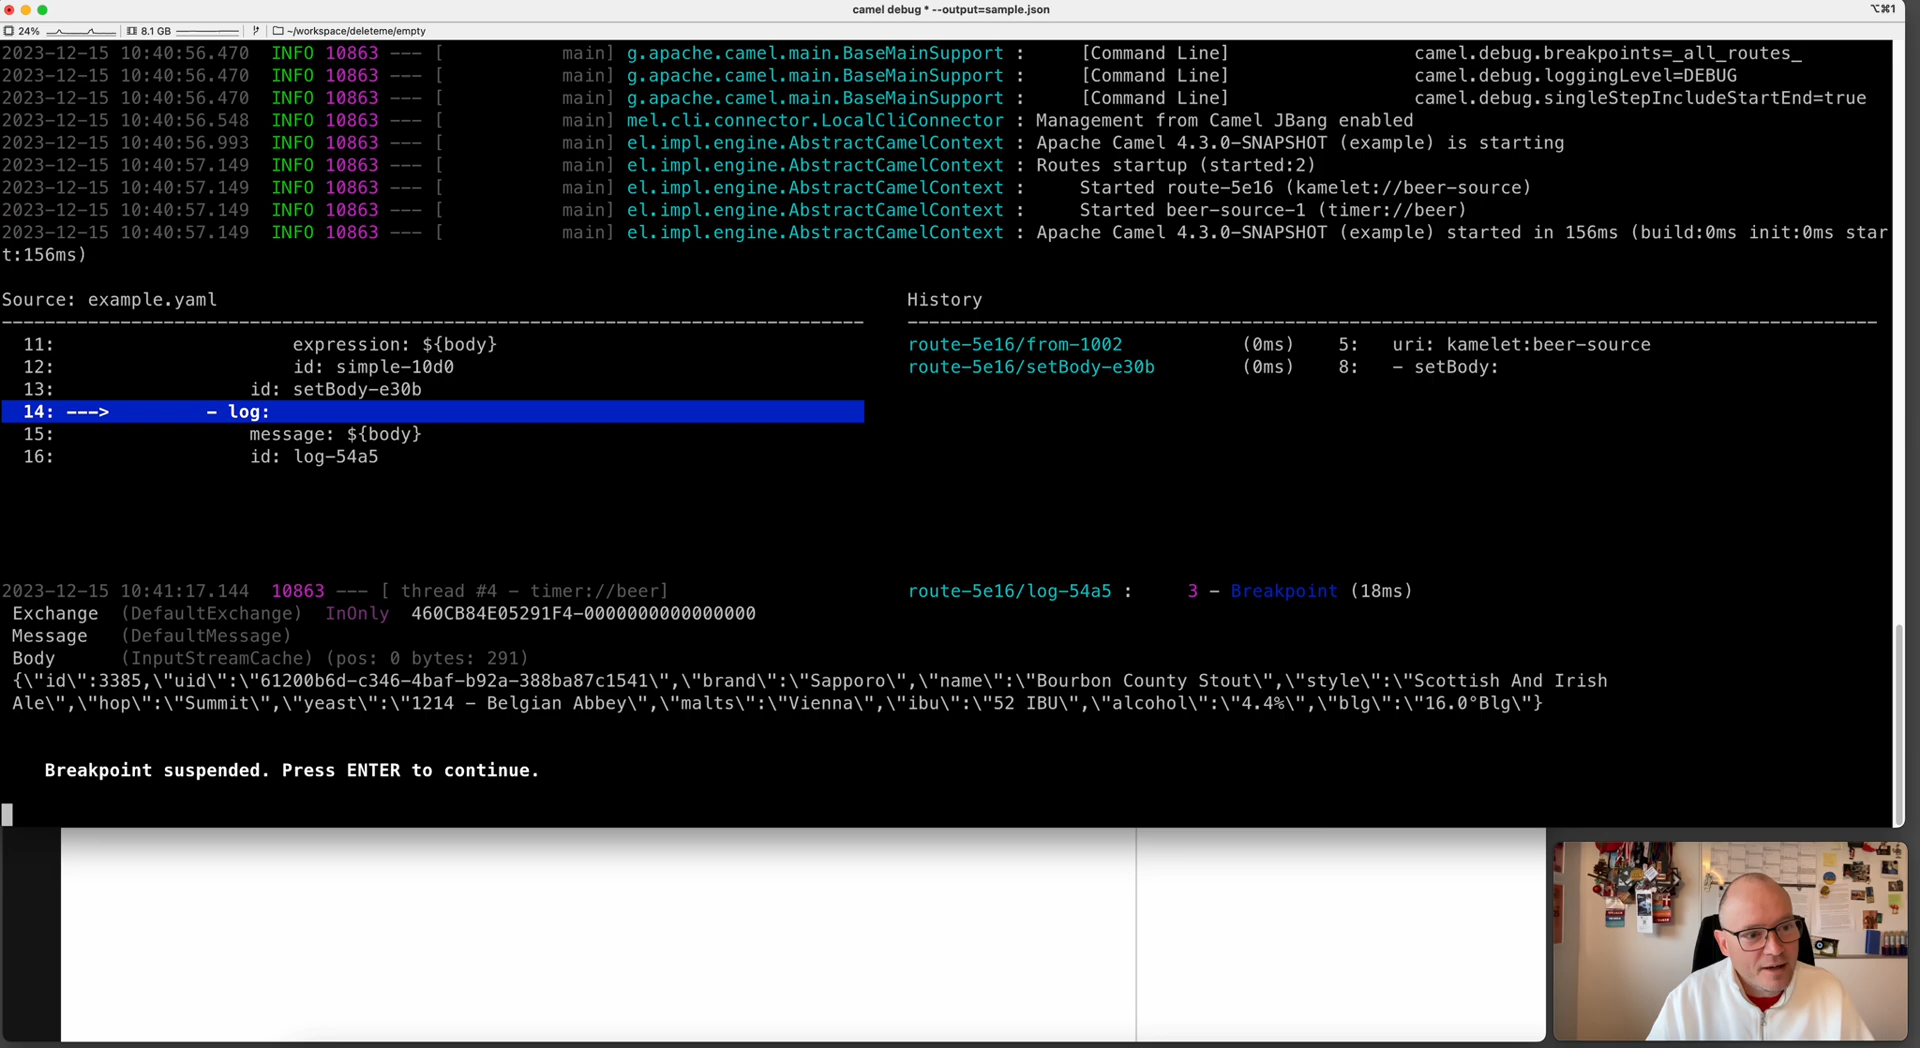 camel debug * --output=sample.json
⌥⌘1
24% 8.1 GB ~/workspace/deleteme/empty
2023-12-15 10:40:56.470 INFO 10863 --- [ main] g.apache.camel.main.BaseMainSupport : [Command Line] camel.debug.breakpoints=_all_routes_
2023-12-15 10:40:56.470 INFO 10863 --- [ main] g.apache.camel.main.BaseMainSupport : [Command Line] camel.debug.loggingLevel=DEBUG
2023-12-15 10:40:56.470 INFO 10863 --- [ main] g.apache.camel.main.BaseMainSupport : [Command Line] camel.debug.singleStepIncludeStartEnd=true
2023-12-15 10:40:56.548 INFO 10863 --- [ main] mel.cli.connector.LocalCliConnector : Management from Camel JBang enabled
2023-12-15 10:40:56.993 INFO 10863 --- [ main] el.impl.engine.AbstractCamelContext : Apache Camel 4.3.0-SNAPSHOT (example) is starting
2023-12-15 10:40:57.149 INFO 10863 --- [ main] el.impl.engine.AbstractCamelContext : Routes startup (started:2)
2023-12-15 10:40:57.149 INFO 10863 --- [ main] el.impl.engine.AbstractCamelContext : Started route-5e16 (kamelet://beer-source)
2023-12-15 10:40:57.149 INFO 10863 --- [ main] el.impl.engine.AbstractCamelContext : Started beer-source-1 (timer://beer)
2023-12-15 10:40:57.149 INFO 10863 --- [ main] el.impl.engine.AbstractCamelContext : Apache Camel 4.3.0-SNAPSHOT (example) started in 156ms (build:0ms init:0ms star
t:156ms)
Source: example.yaml History
11: expression: ${body} route-5e16/from-1002 (0ms) 5: uri: kamelet:beer-source
12: id: simple-10d0 route-5e16/setBody-e30b (0ms) 8: - setBody:
13: id: setBody-e30b
14: ---> - log:
15: message: ${body}
16: id: log-54a5
2023-12-15 10:41:17.144 10863 --- [ thread #4 - timer://beer] route-5e16/log-54a5 : 3 - Breakpoint (18ms)
Exchange (DefaultExchange) InOnly 460CB84E05291F4-0000000000000000
Message (DefaultMessage)
Body (InputStreamCache) (pos: 0 bytes: 291)
{\"id\":3385,\"uid\":\"61200b6d-c346-4baf-b92a-388ba87c1541\",\"brand\":\"Sapporo\",\"name\":\"Bourbon County Stout\",\"style\":\"Scottish And Irish
Ale\",\"hop\":\"Summit\",\"yeast\":\"1214 - Belgian Abbey\",\"malts\":\"Vienna\",\"ibu\":\"52 IBU\",\"alcohol\":\"4.4%\",\"blg\":\"16.0°Blg\"}
Breakpoint suspended. Press ENTER to continue.